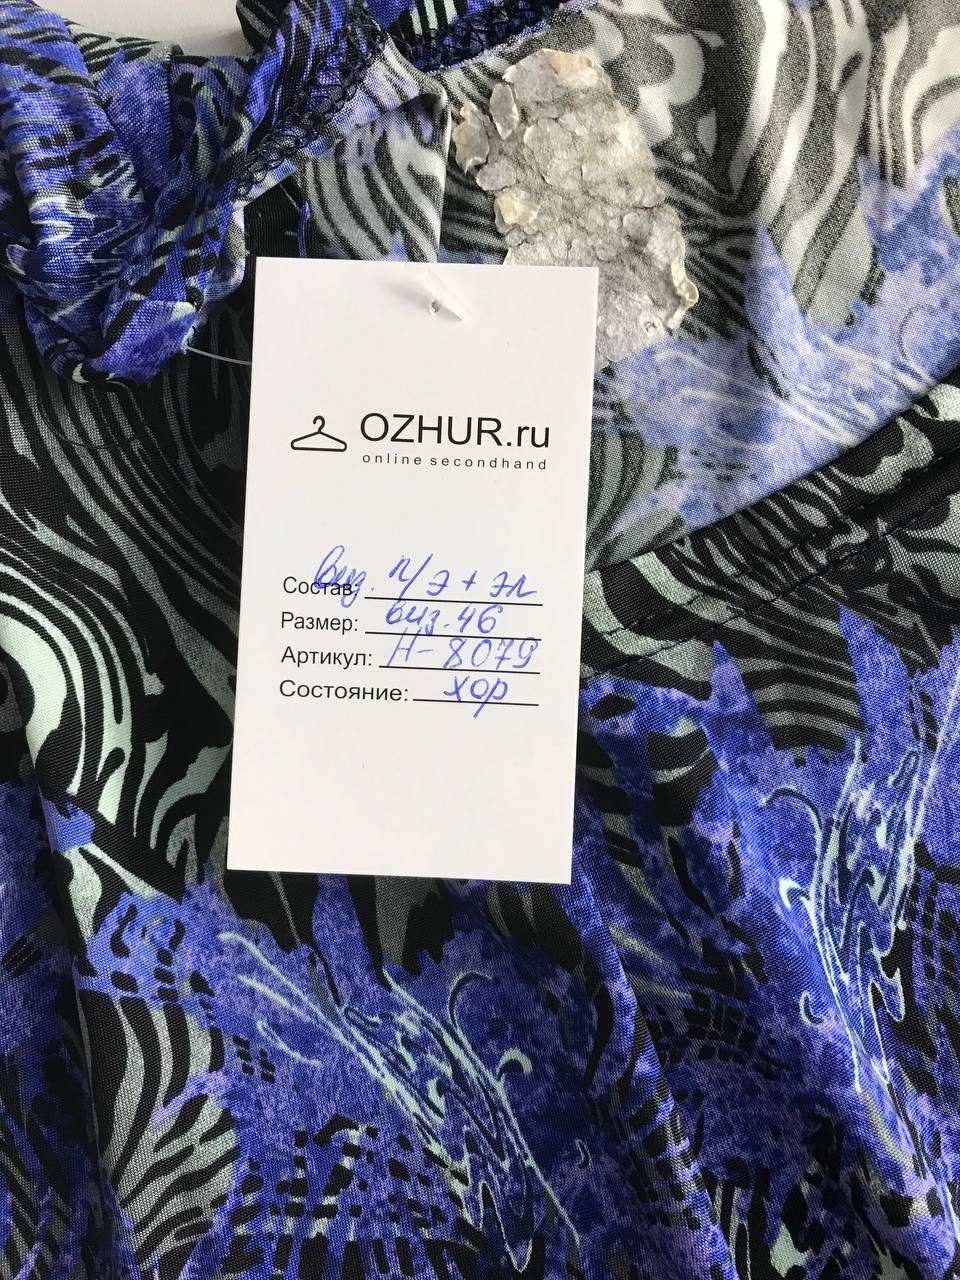 OZHUR.ru
online secondhand
Состав: виз. п/э + эл
Размер: виз. 46
Артикул: Н-8079
Состояние: хор